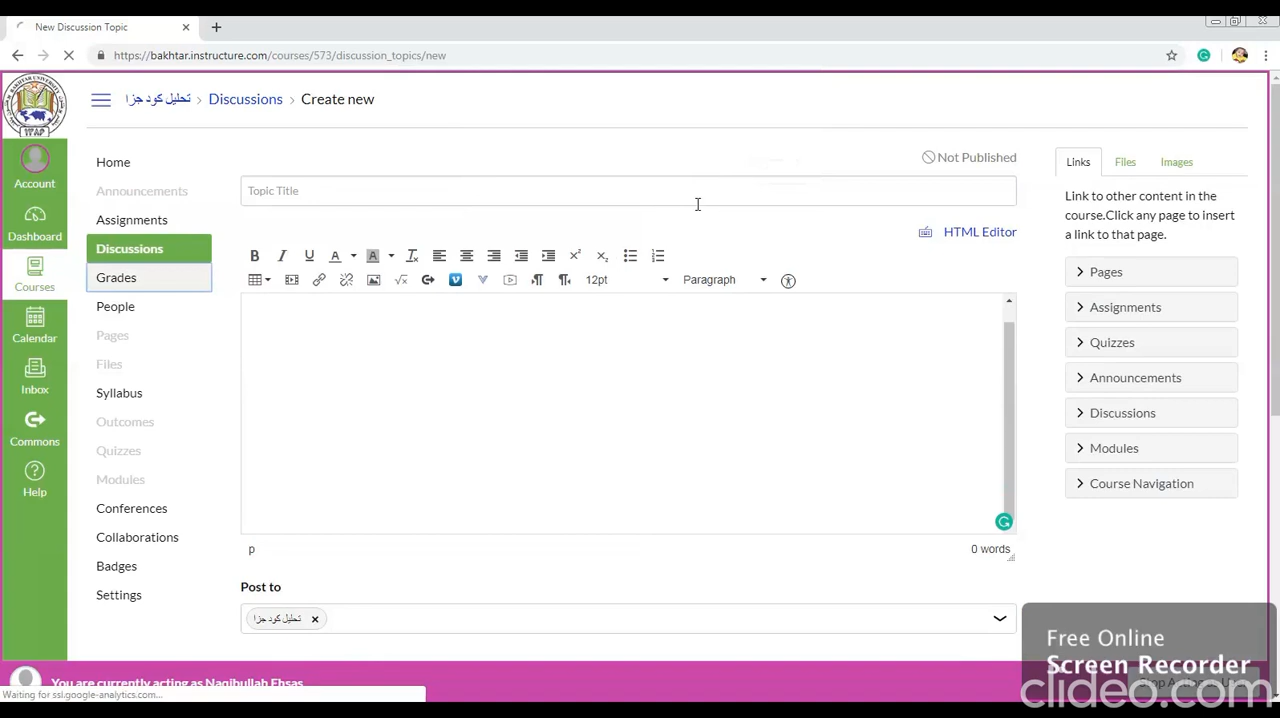 New Discussion Topic
https://bakhtar.instructure.com/courses/573/discussion_topics/new
تحلیل کود جزا > Discussions > Create new
Account
Dashboard
Courses
Calendar
Inbox
Commons
Help
Home
Announcements
Assignments
Discussions
Grades
People
Pages
Files
Syllabus
Outcomes
Quizzes
Modules
Conferences
Collaborations
Badges
Settings
Not Published
Topic Title
HTML Editor
12pt Paragraph
p
0 words
Post to
تحلیل کود جزا
Links Files Images
Link to other content in the
course.Click any page to insert
a link to that page.
Pages
Assignments
Quizzes
Announcements
Discussions
Modules
Course Navigation
You are currently acting as Naqibullah Ehsas
Waiting for ssl.google-analytics.com...
Free Online
Screen Recorder
clideo.com